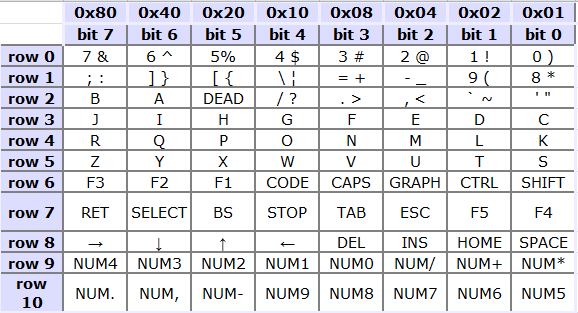 0x80 0x40 0x20 0x10 0x08 0x04 0x02 0x01
bit 7 bit 6 bit 5 bit 4 bit 3 bit 2 bit 1 bit 0
row 0 7 & 6 ^ 5% 4 $ 3 # 2 @ 1 ! 0 )
row 1 ; : ] } [ { \ ¦ = + - _ 9 ( 8 *
row 2 B A DEAD / ? . > , < ` ~ ' "
row 3 J I H G F E D C
row 4 R Q P O N M L K
row 5 Z Y X W V U T S
row 6 F3 F2 F1 CODE CAPS GRAPH CTRL SHIFT
row 7 RET SELECT BS STOP TAB ESC F5 F4
row 8 → ↓ ↑ ← DEL INS HOME SPACE
row 9 NUM4 NUM3 NUM2 NUM1 NUM0 NUM/ NUM+ NUM*
row
10 NUM. NUM, NUM- NUM9 NUM8 NUM7 NUM6 NUM5